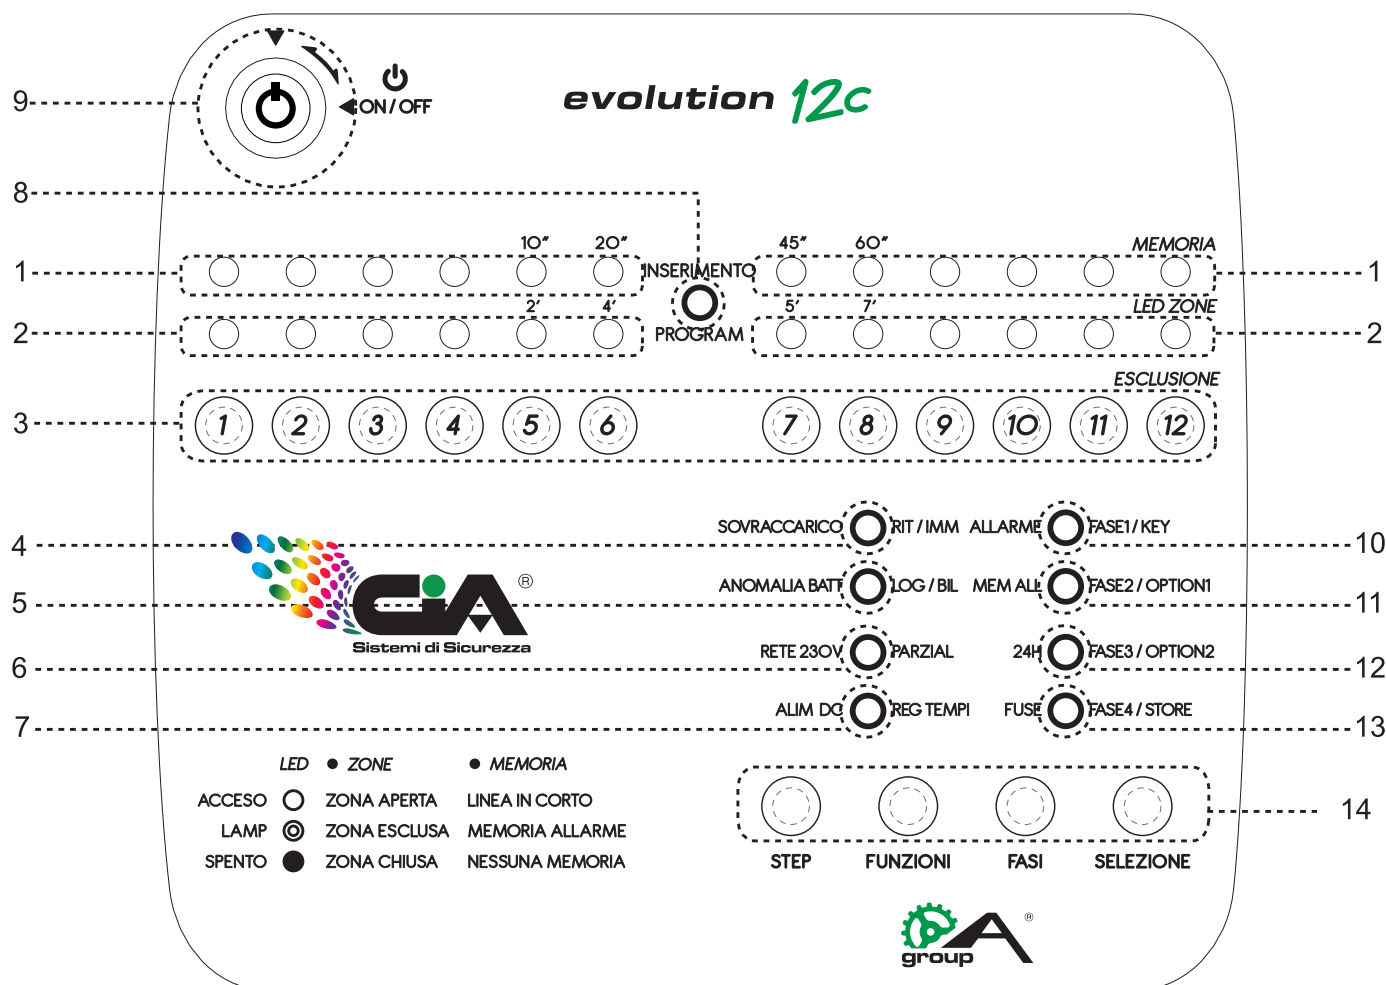 9
ON / OFF
evolution 12c
8
10" 20" 45" 60" MEMORIA
1 INSERIMENTO 1
2' 4' 5' 7' LED ZONE
2 PROGRAM 2
ESCLUSIONE
3 1 2 3 4 5 6 7 8 9 10 11 12
SOVRACCARICO RIT / IMM ALLARME FASE1 / KEY
4 10
CiA ®
Sistemi di Sicurezza
ANOMALIA BATT LOG / BIL MEM ALL FASE2 / OPTION1
5 11
RETE 230V PARZIAL 24H FASE3 / OPTION2
6 12
ALIM DC REG TEMPI FUSE FASE4 / STORE
7 13
LED ● ZONE ● MEMORIA
ACCESO ZONA APERTA LINEA IN CORTO
LAMP ZONA ESCLUSA MEMORIA ALLARME
SPENTO ZONA CHIUSA NESSUNA MEMORIA
14
STEP FUNZIONI FASI SELEZIONE
A ®
group